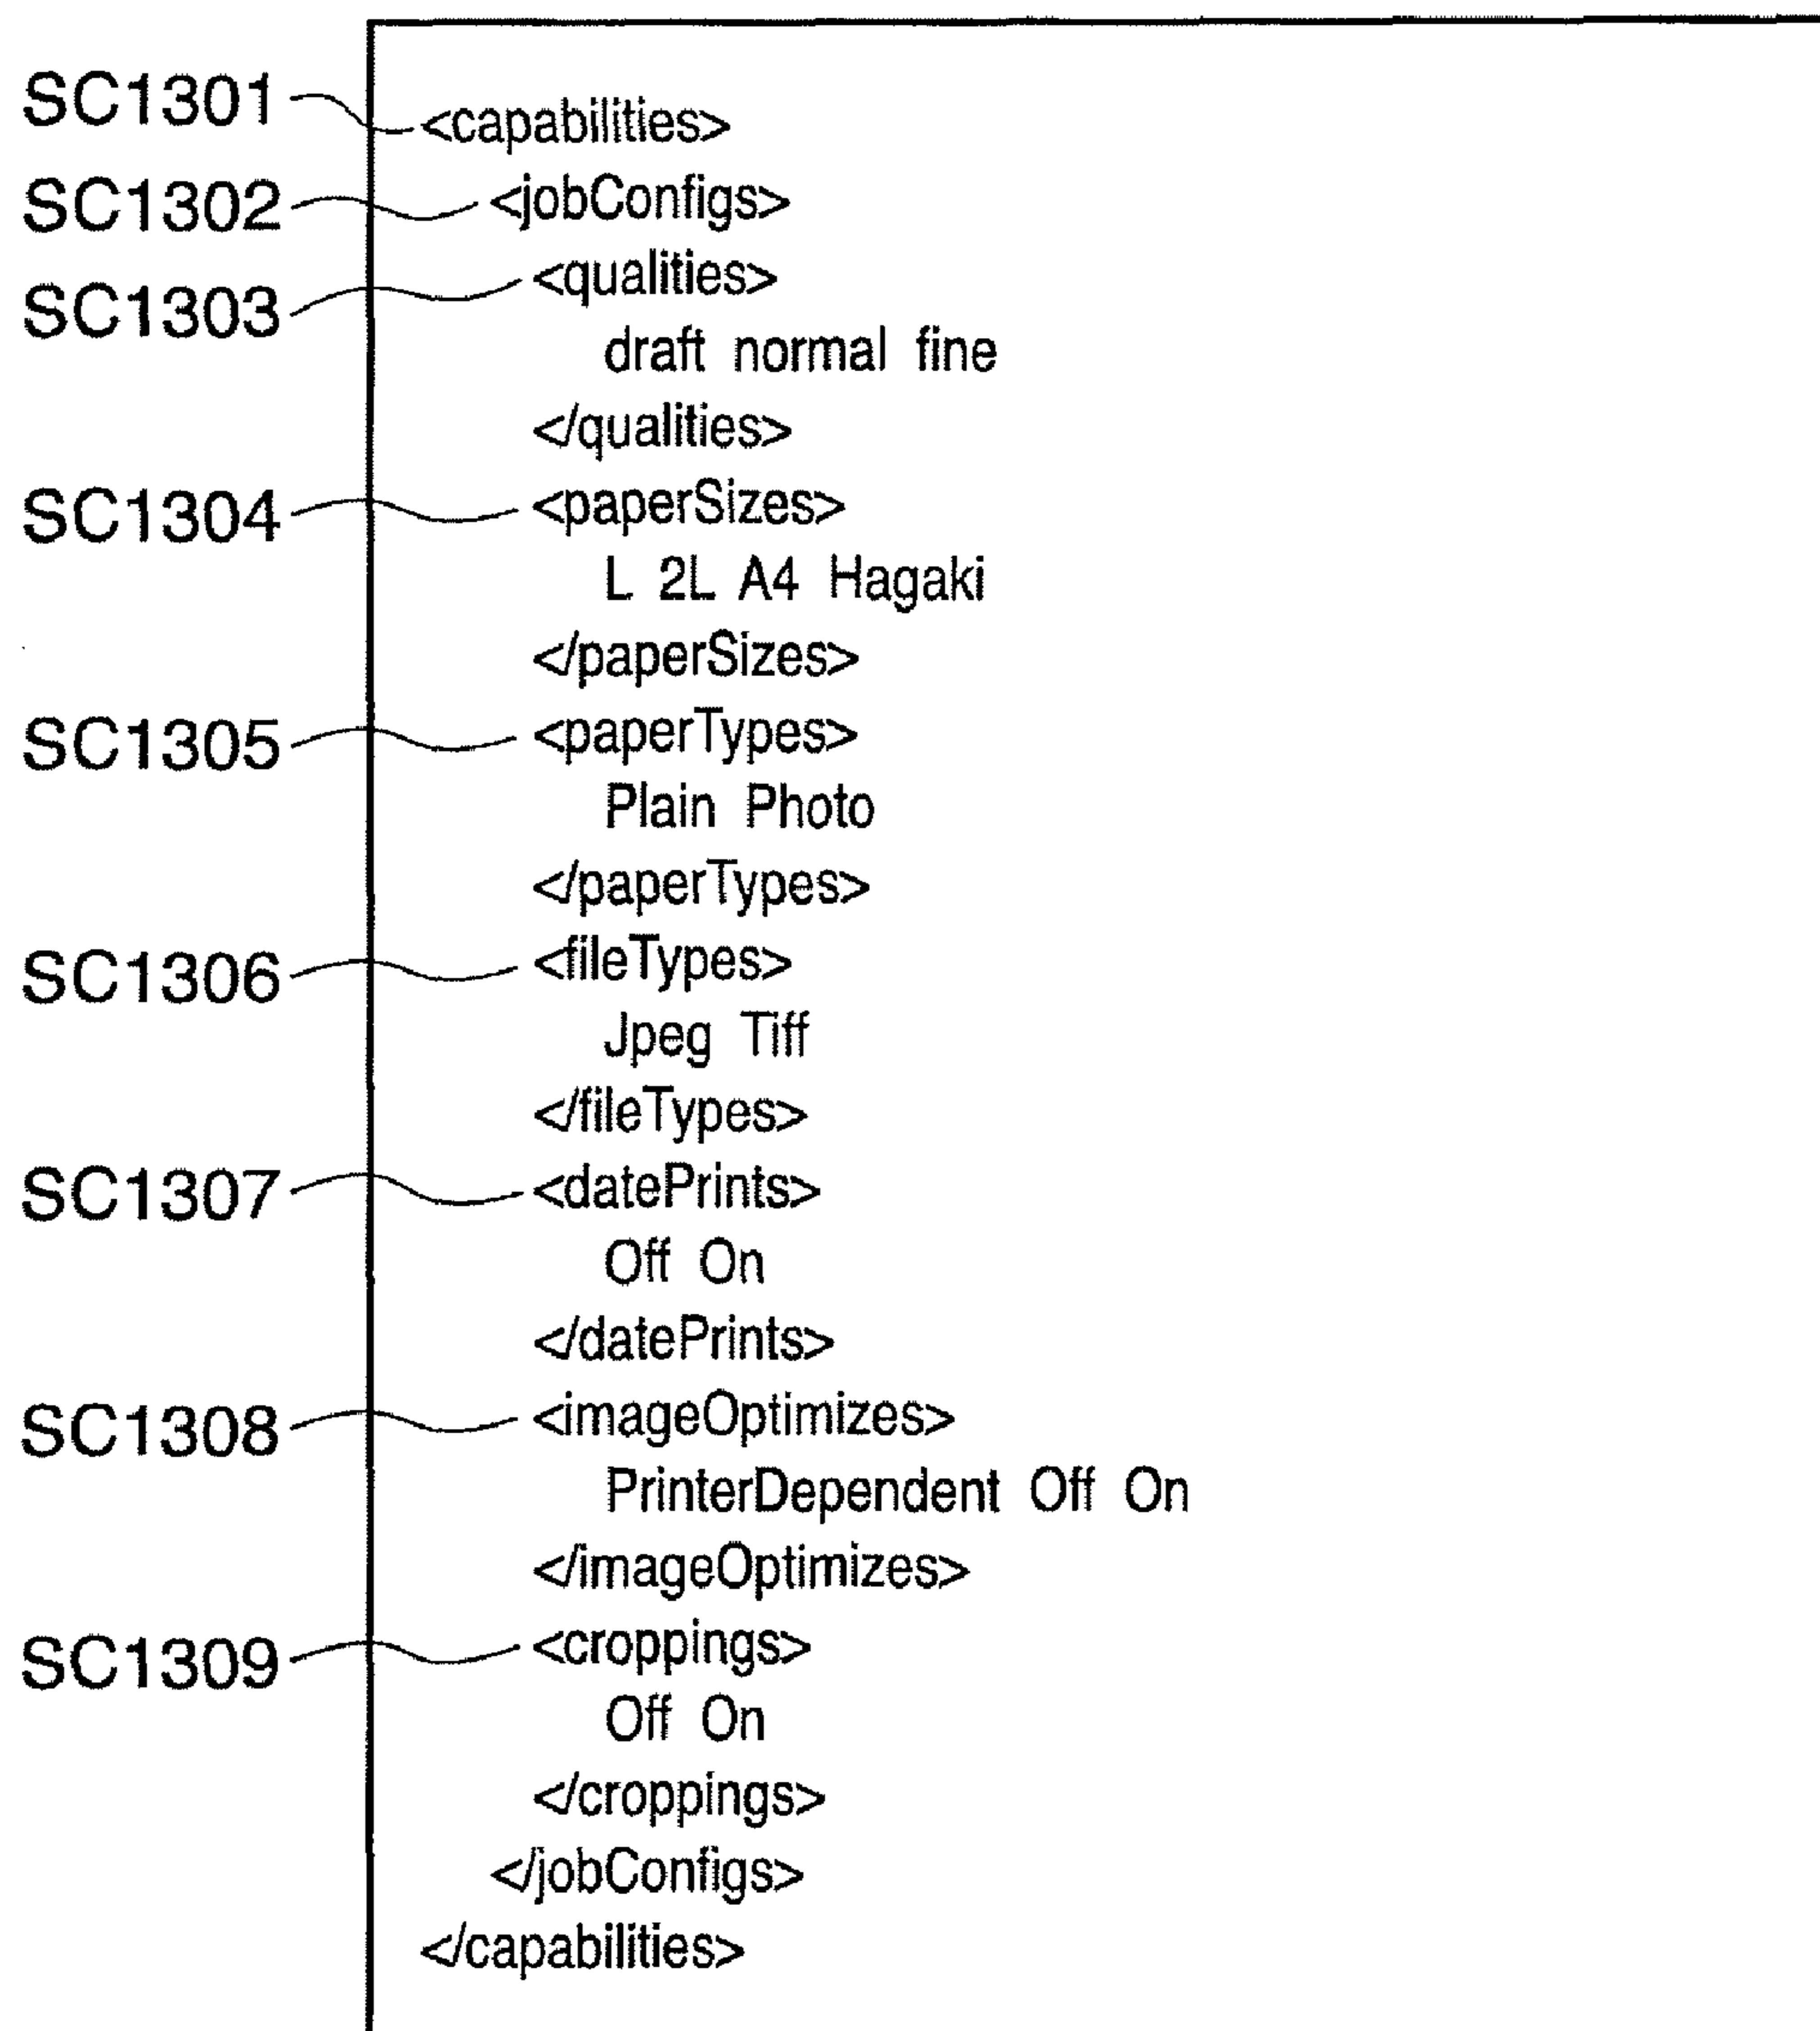 SC1301 <capabilities>
SC1302 <jobConfigs>
SC1303 <qualities>
draft normal fine
</qualities>
SC1304 <paperSizes>
L 2L A4 Hagaki
</paperSizes>
SC1305 <paperTypes>
Plain Photo
</paperTypes>
SC1306 <fileTypes>
Jpeg Tiff
</fileTypes>
SC1307 <datePrints>
Off On
</datePrints>
SC1308 <imageOptimizes>
PrinterDependent Off On
</imageOptimizes>
SC1309 <croppings>
Off On
</croppings>
</jobConfigs>
</capabilities>